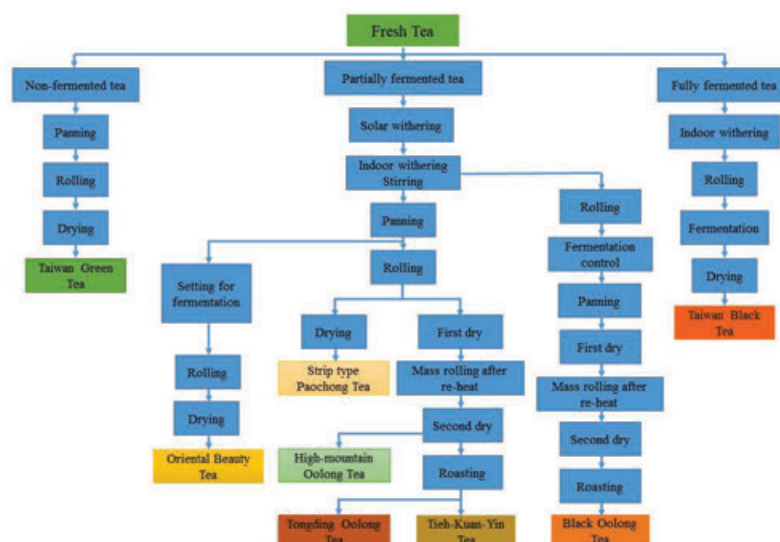 Fresh Tea
Non-fermented tea
Partially fermented tea
Fully fermented tea
Panning
Rolling
Drying
Taiwan Green
Tea
Solar withering
Indoor withering
Stirring
Panning
Setting for
fermentation
Rolling
Drying
Oriental Beauty
Tea
Rolling
Drying
Strip type
Paochong Tea
First dry
Mass rolling after
re-heat
Second dry
High-mountain
Oolong Tea
Roasting
Tongding Oolong
Tea
Tieh-Kuan-Yin
Tea
Rolling
Fermentation
control
Panning
First dry
Mass rolling after
re-heat
Second dry
Roasting
Black Oolong
Tea
Indoor withering
Rolling
Fermentation
Drying
Taiwan Black
Tea